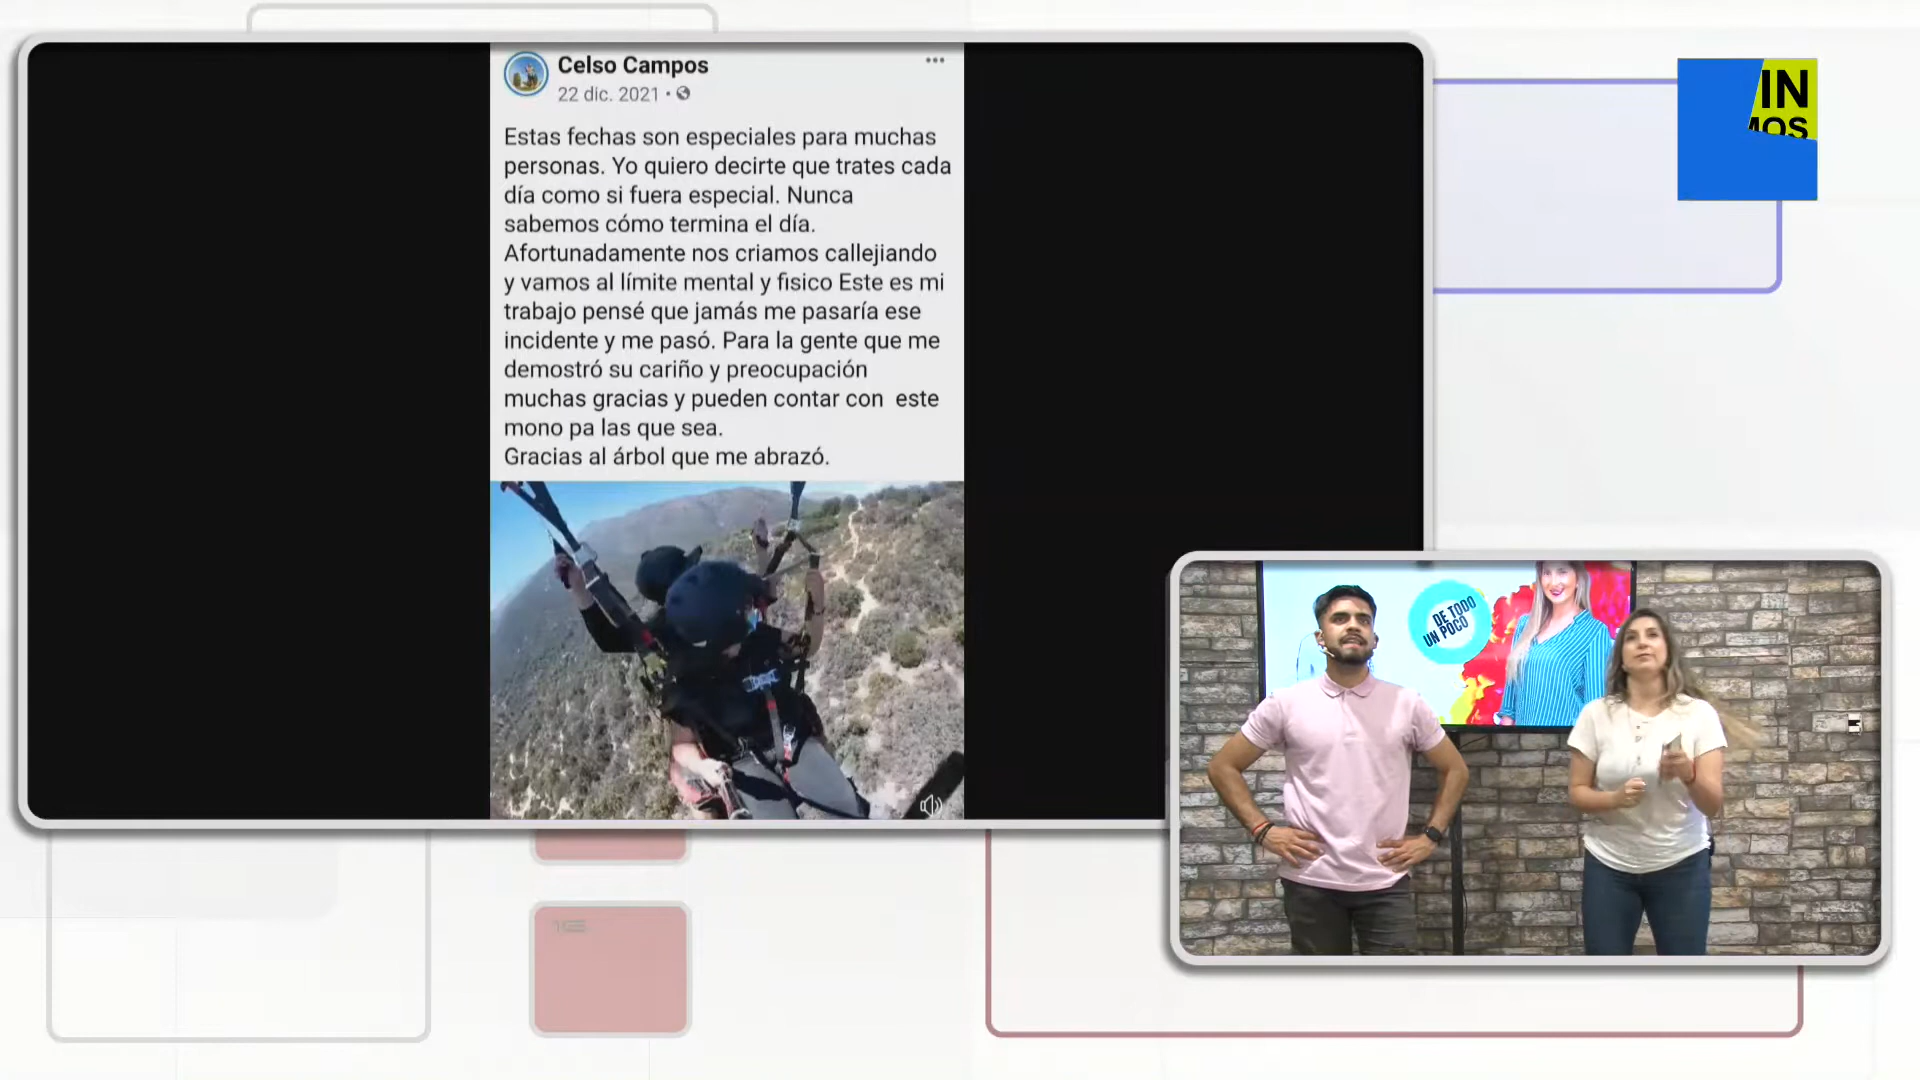 Celso Campos
22 dic. 2021 •
Estas fechas son especiales para muchas
personas. Yo quiero decirte que trates cada
día como si fuera especial. Nunca
sabemos cómo termina el día.
Afortunadamente nos criamos callejiando
y vamos al límite mental y fisico Este es mi
trabajo pensé que jamás me pasaría ese
incidente y me pasó. Para la gente que me
demostró su cariño y preocupación
muchas gracias y pueden contar con este
mono pa las que sea.
Gracias al árbol que me abrazó.
IN
MOS
DE TODO
UN POCO